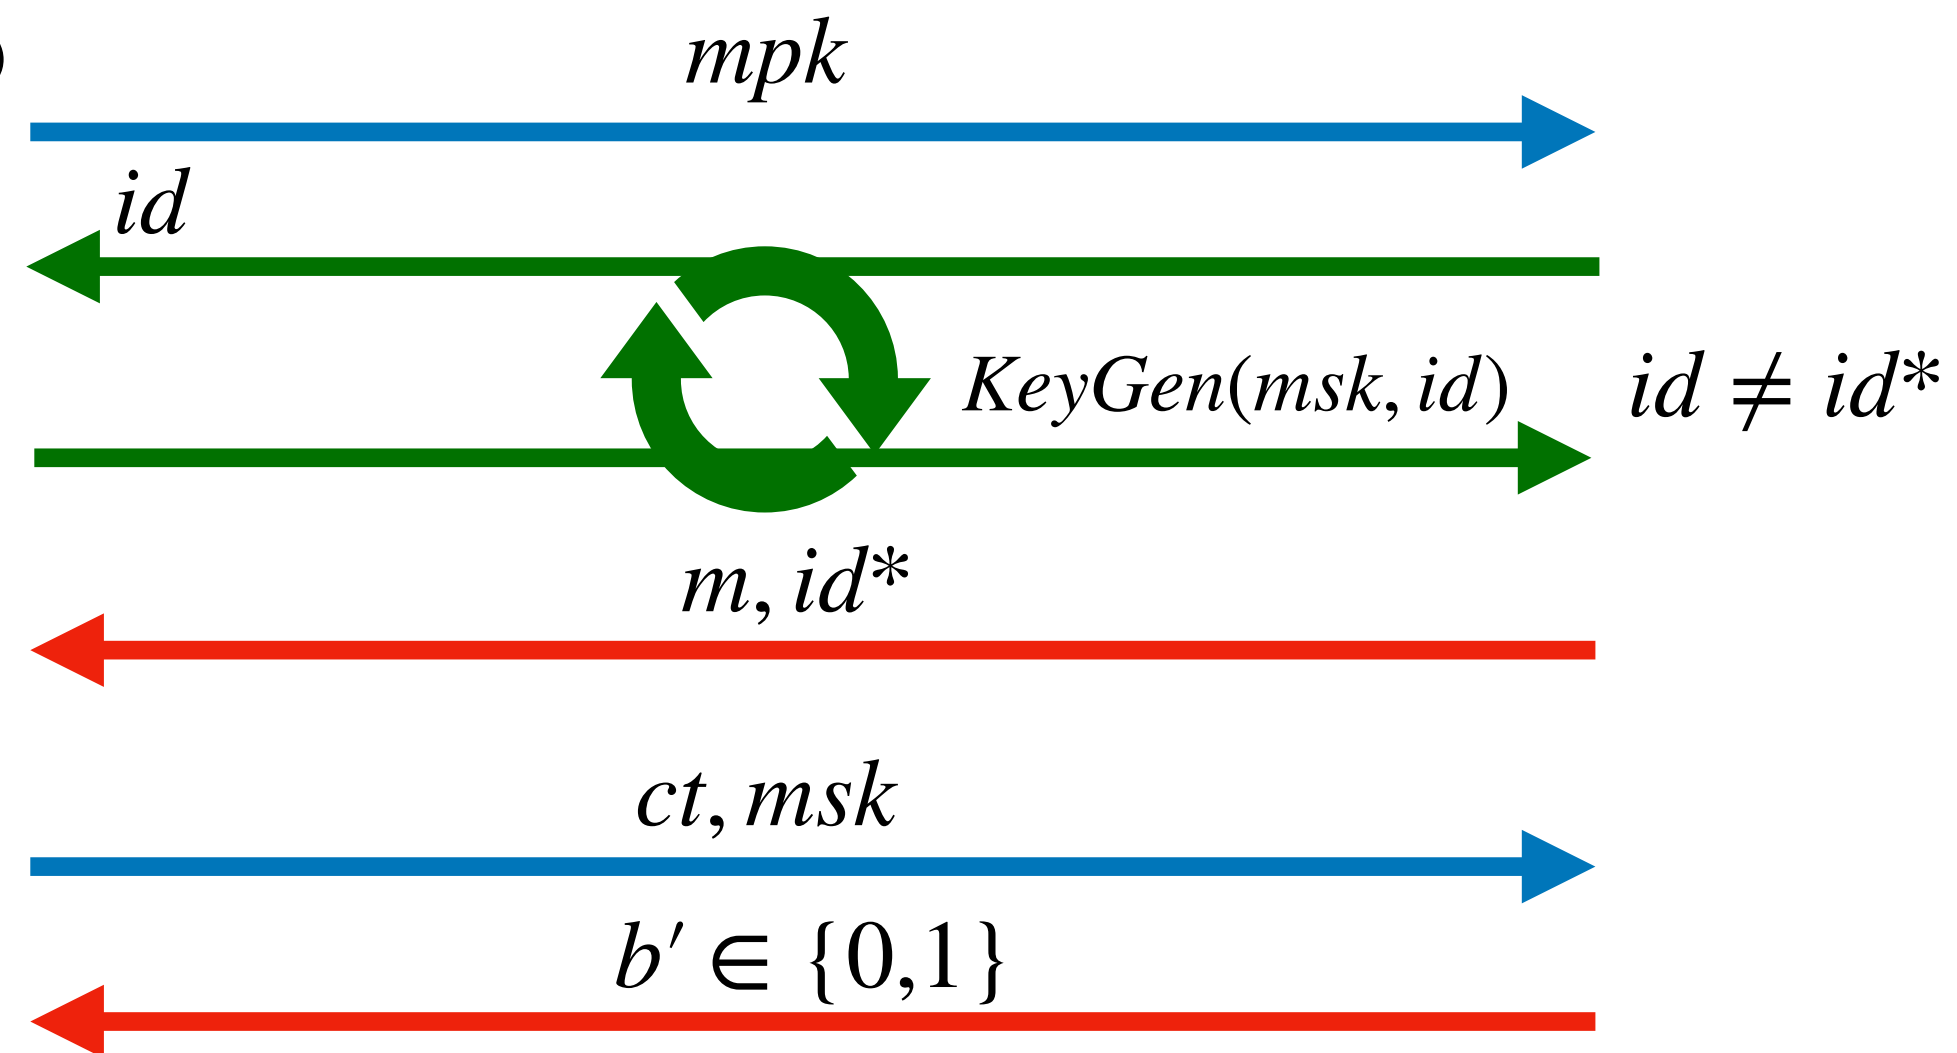 mpk
id
KeyGen(msk, id) id ≠ id*
m, id*
ct, msk
b′ ∈ {0,1}